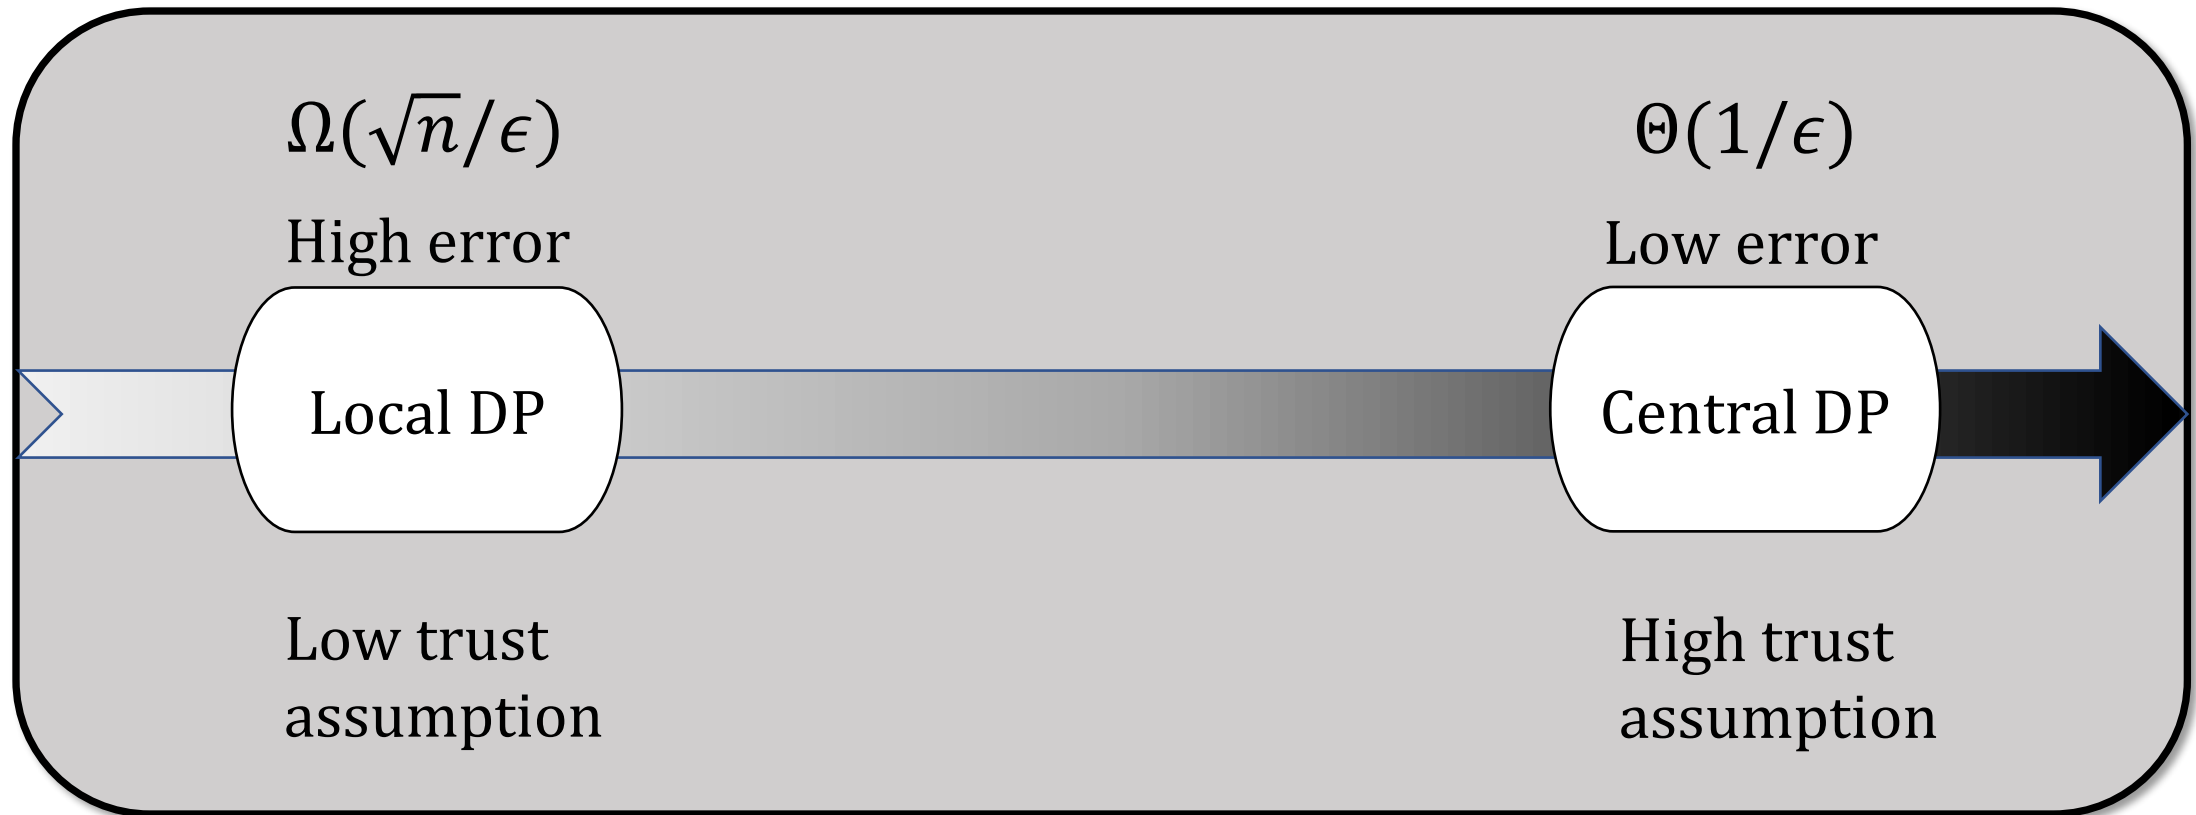 Ω(√n/ϵ)
High error
Local DP
Low trust
assumption
Θ(1/ϵ)
Low error
Central DP
High trust
assumption